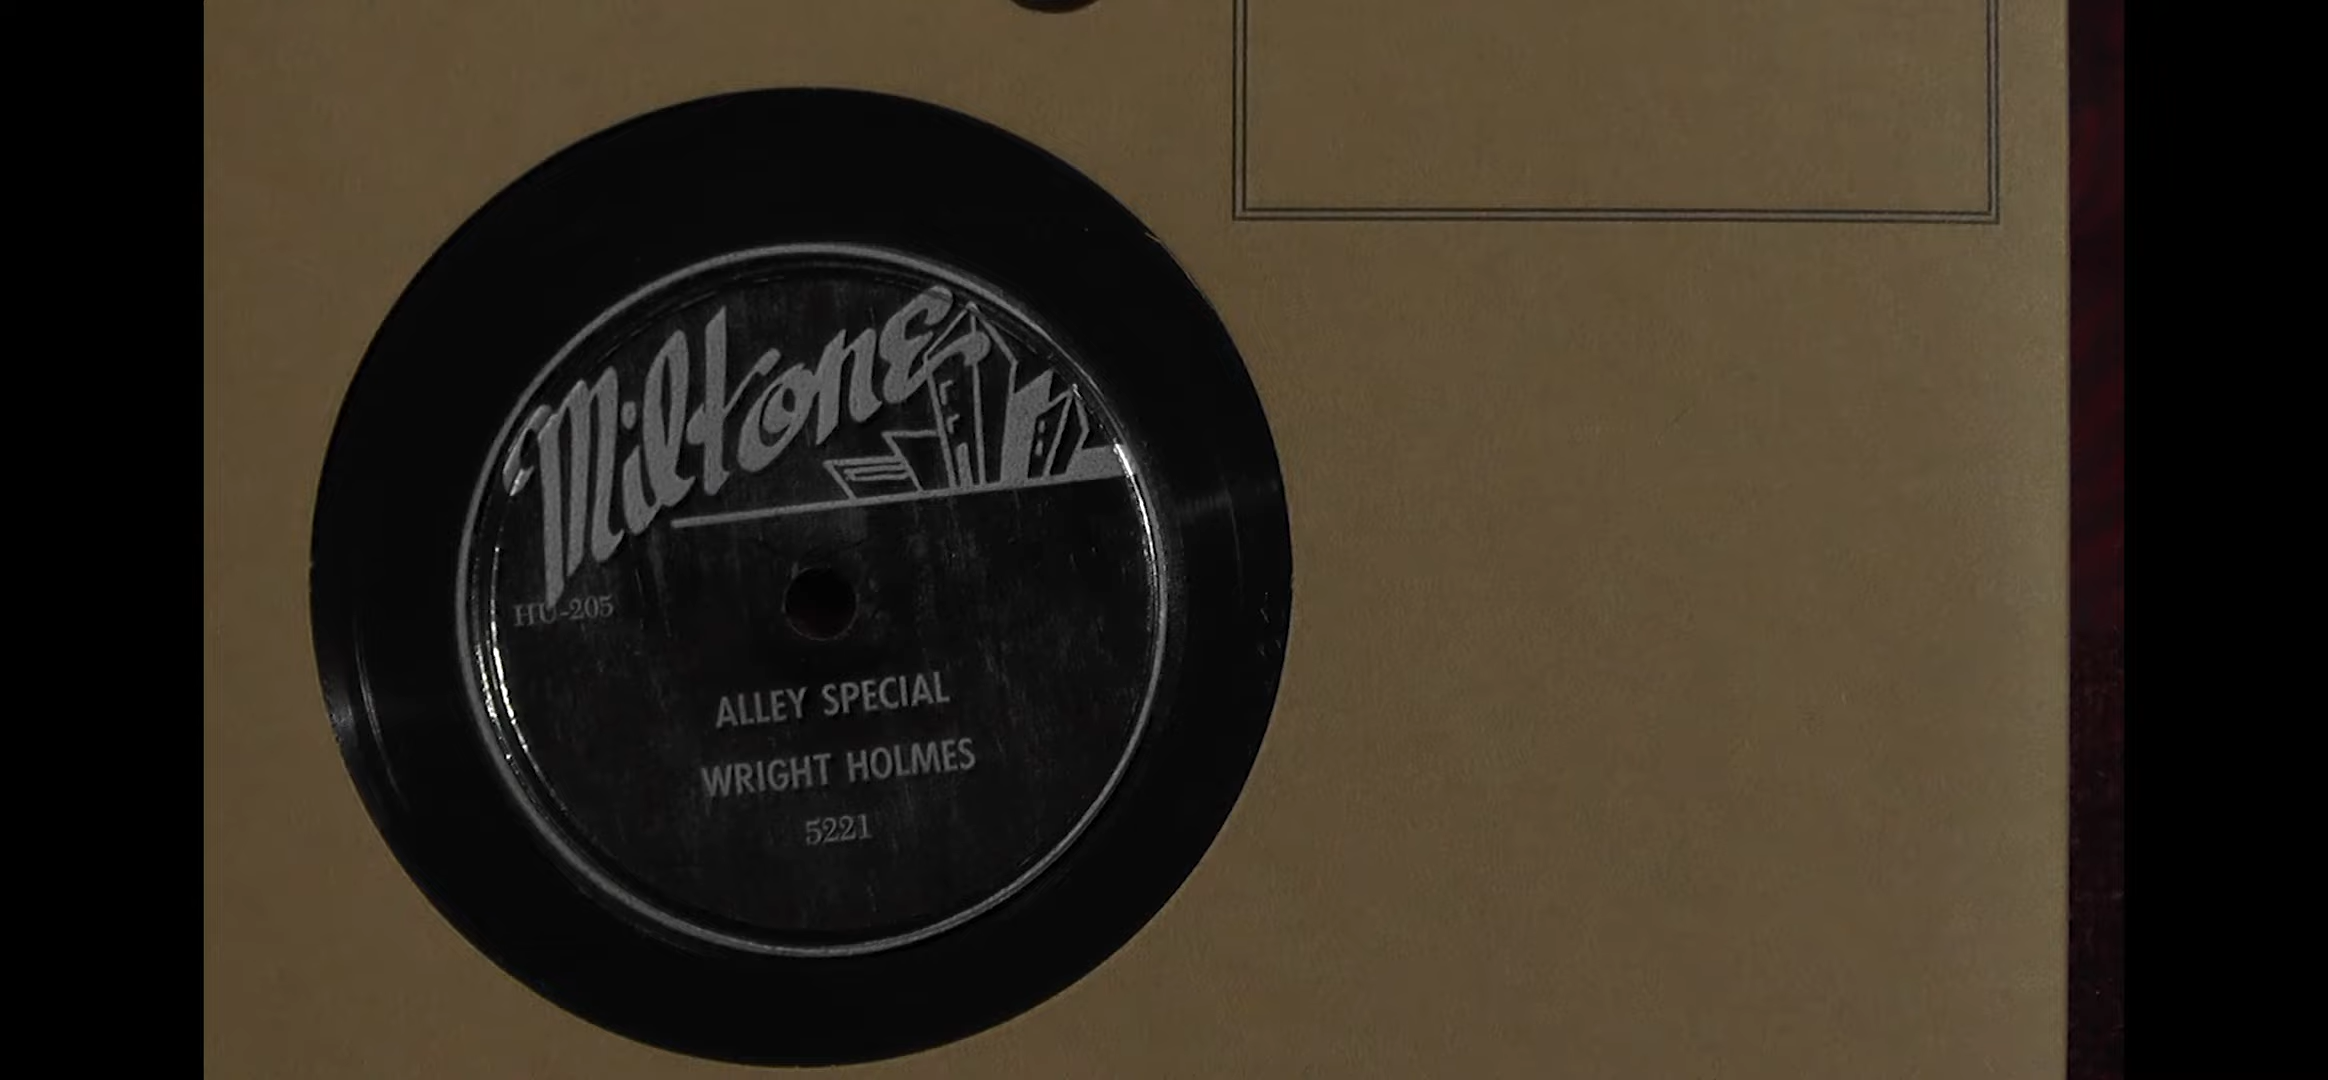 Miltone
HU-205
ALLEY SPECIAL
WRIGHT HOLMES
5221